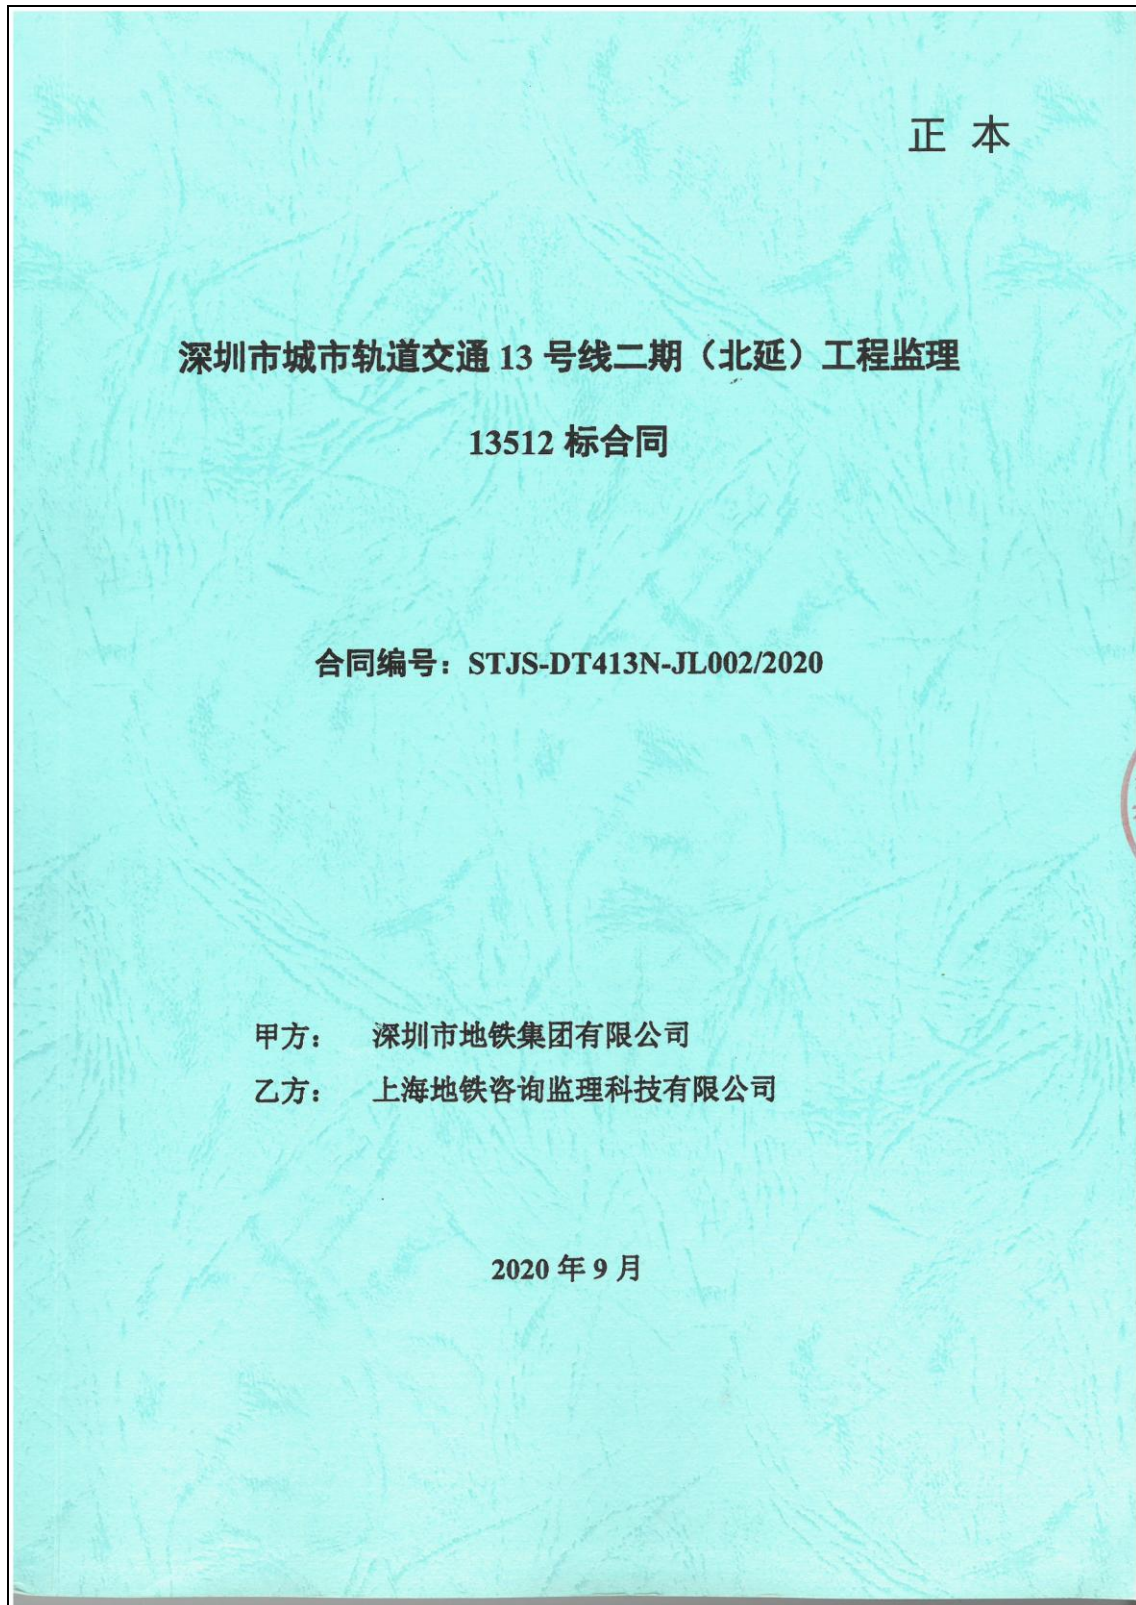 正 本
深圳市城市轨道交通 13 号线二期（北延）工程监理
13512 标合同
合同编号：STJS-DT413N-JL002/2020
甲方： 深圳市地铁集团有限公司
乙方： 上海地铁咨询监理科技有限公司
2020 年 9 月